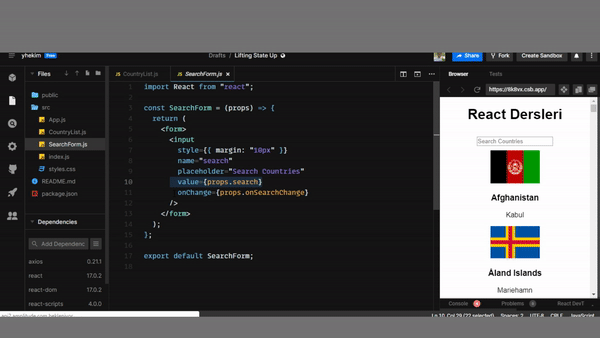 yhekim Free
Drafts / Lifting State Up
Share
Fork
Create Sandbox
Files
public
src
App.js
CountryList.js
SearchForm.js
index.js
styles.css
README.md
package.json
Dependencies
Add Dependenc
axios 0.21.1
react 17.0.2
react-dom 17.0.2
react-scripts 4.0.0
CountryList.js
SearchForm.js
1 import React from "react";
2
3 const SearchForm = (props) => {
4 return (
5 <form>
6 <input
7 style={{ margin: "10px" }}
8 name="search"
9 placeholder="Search Countries"
10 value={props.search}
11 onChange={props.onSearchChange}
12 />
13 </form>
14 );
15 };
16
17 export default SearchForm;
18
Browser
Tests
React Dersleri
Search Countries
Afghanistan
Kabul
Åland Islands
Mariehamn
Console
Problems
React DevT
Ln 10, Col 29 (22 selected)
Spaces: 2
UTF-8
CRLF
JavaScript